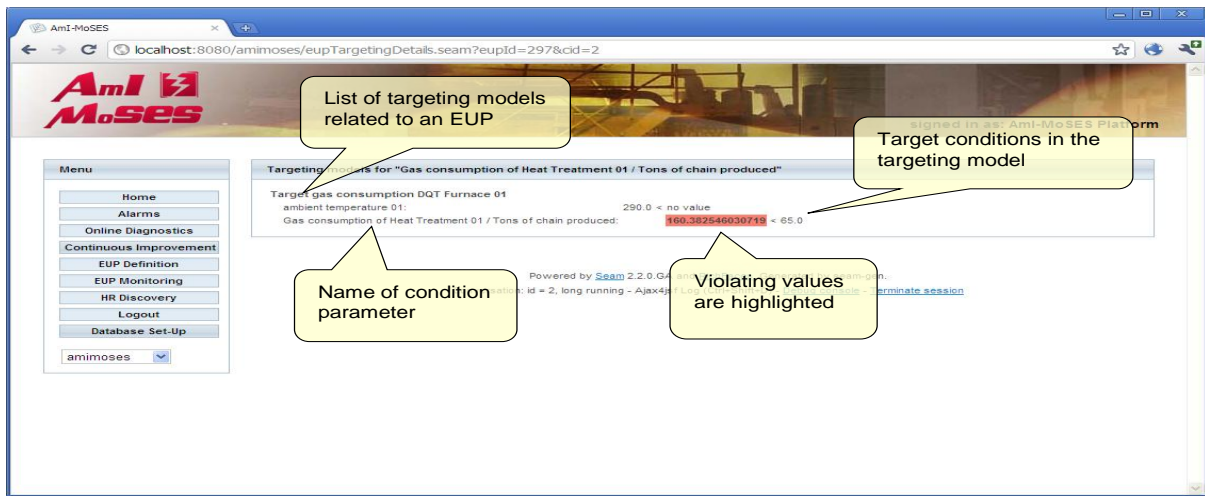 AmI-MoSES
localhost:8080/amimoses/eupTargetingDetails.seam?eupId=297&cid=2
AmI
MoSES
signed in as: AmI-MoSES Platform
List of targeting models
related to an EUP
Target conditions in the
targeting model
Menu
Home
Alarms
Online Diagnostics
Continuous Improvement
EUP Definition
EUP Monitoring
HR Discovery
Logout
Database Set-Up
amimoses
Targeting models for "Gas consumption of Heat Treatment 01 / Tons of chain produced"
Target gas consumption DQT Furnace 01
ambient temperature 01: 290.0 < no value
Gas consumption of Heat Treatment 01 / Tons of chain produced: 160.382546030719 < 65.0
Name of condition
parameter
Violating values
are highlighted
Powered by Seam 2.2.0.GA
id = 2, long running - Ajax4jsf - Terminate session